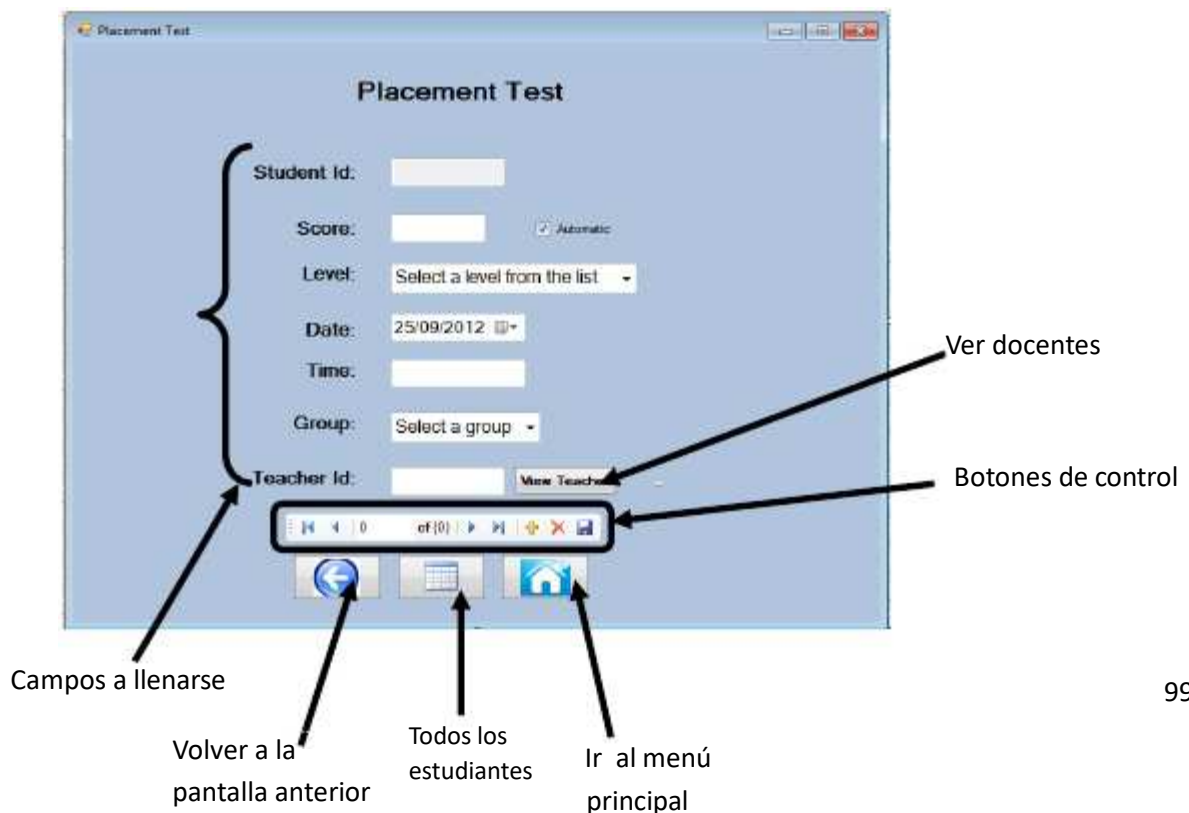 Placement Test
Placement Test
Student Id:
Score:
Automatic
Level:
Select a level from the list
Date:
25/09/2012
Time:
Group:
Select a group
Teacher Id:
View Teacher
0 of {0}
Ver docentes
Botones de control
Campos a llenarse
Volver a la
pantalla anterior
Todos los
estudiantes
Ir al menú
principal
99